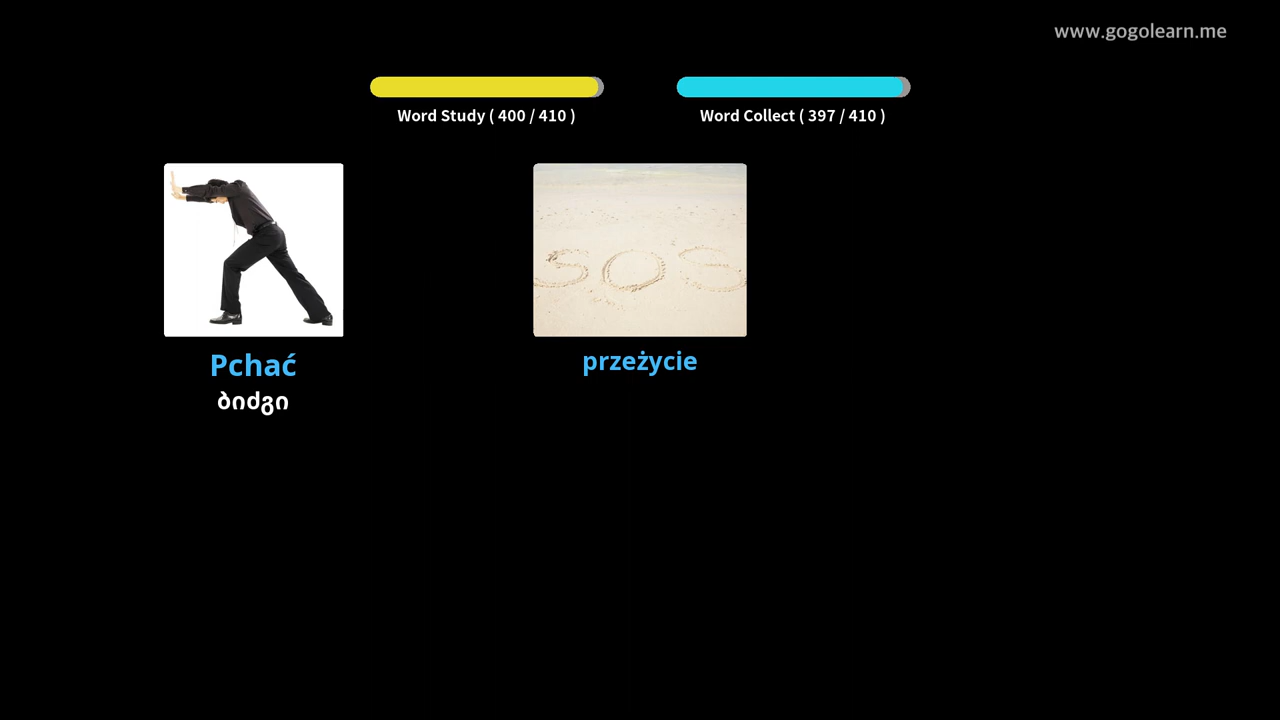 www.gogolearn.me
Word Study ( 400 / 410 )
Word Collect ( 397 / 410 )
SOS
Pchać
ბიძგი
przeżycie